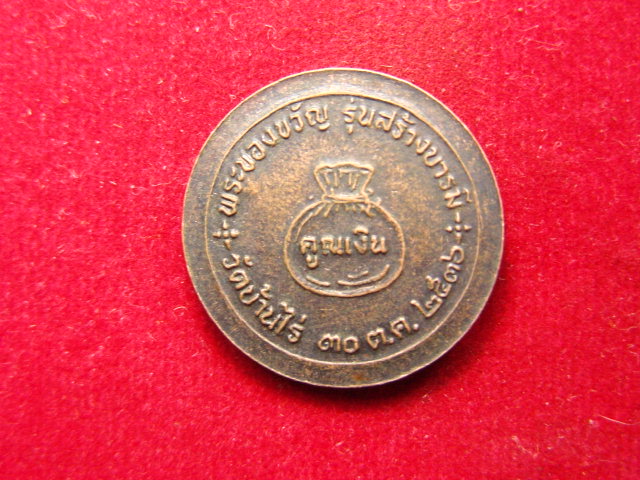 พระของขวัญ รุ่นสร้างบารมี
คูณเงิน
วัดบ้านไร่ ๓๐ ต.ค. ๒๕๓๖